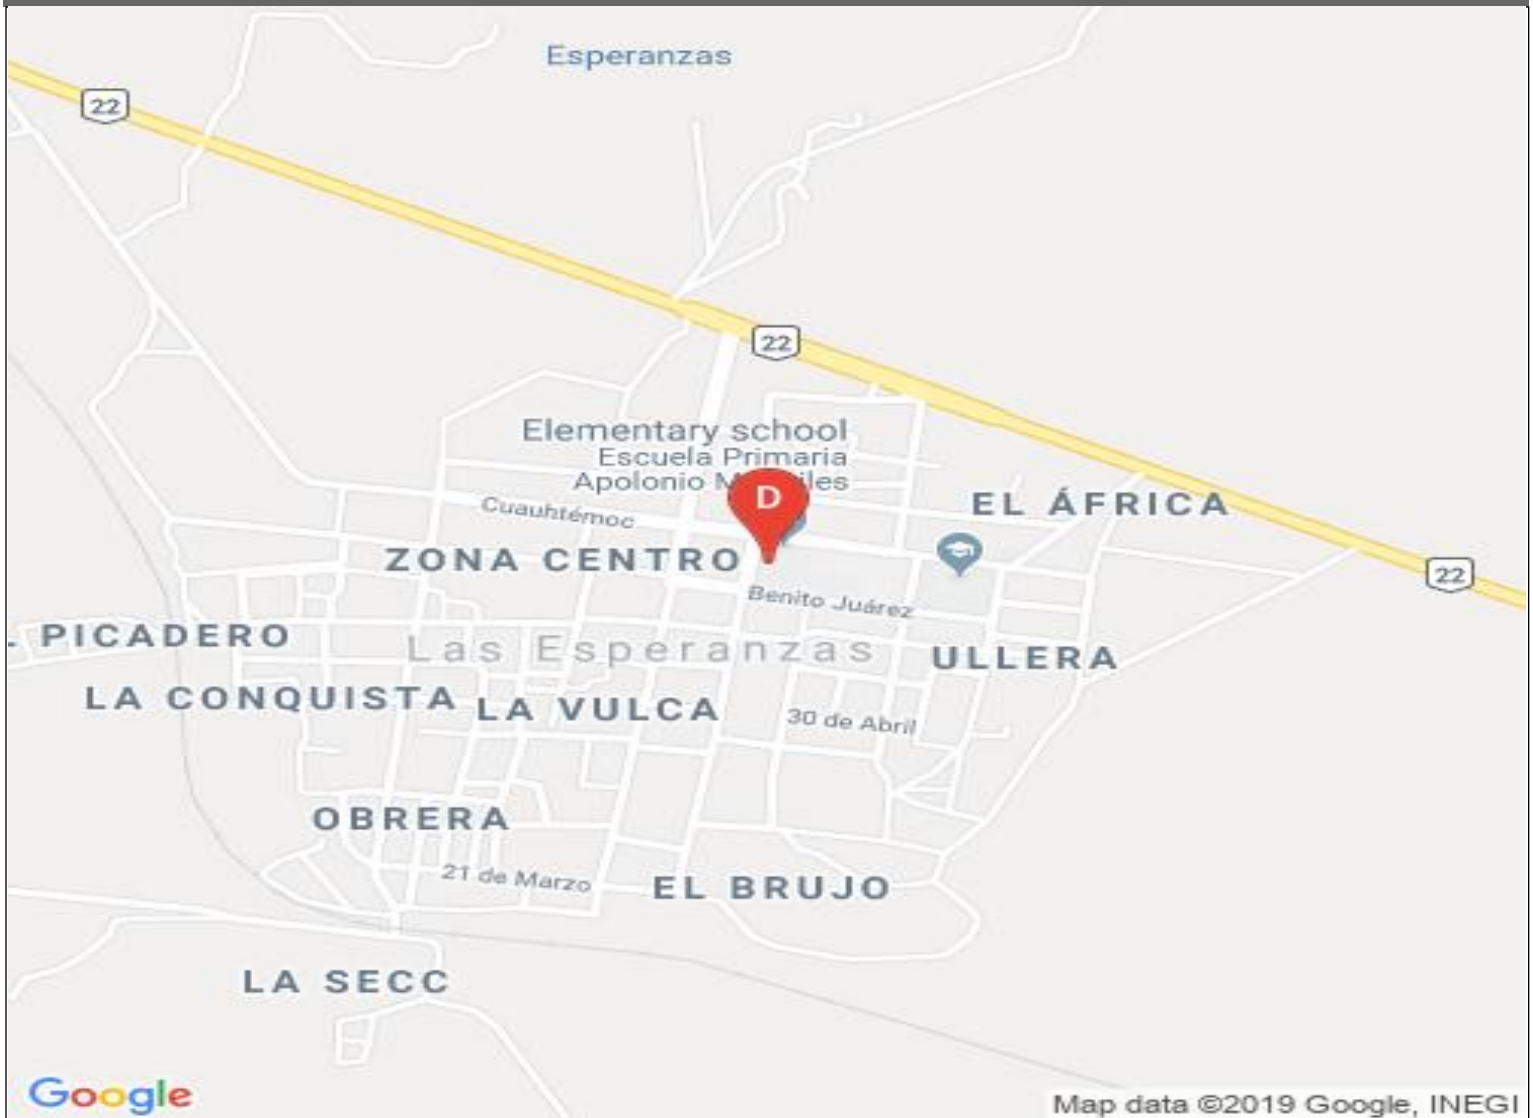 Esperanzas
22
22
Elementary school
Escuela Primaria
Apolonio
D
EL ÁFRICA
Cuauhtémoc
ZONA CENTRO
22
Benito Juárez
PICADERO
Las Esperanzas
ULLERA
LA CONQUISTA
LA VULCA
30 de Abril
OBRERA
21 de Marzo
EL BRUJO
LA SECC
Google
Map data ©2019 Google, INEGI